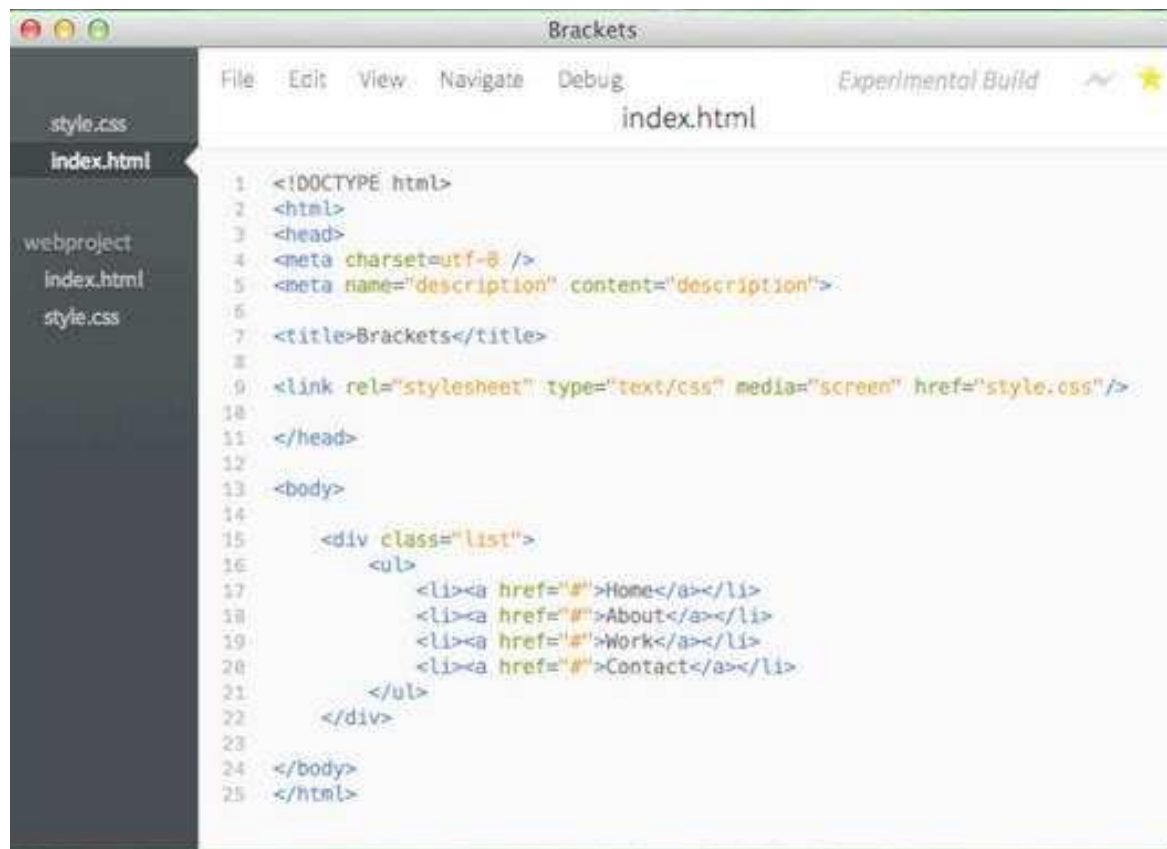 Brackets
File Edit View Navigate Debug Experimental Build
index.html
style.css
index.html
webproject
index.html
style.css
1 <!DOCTYPE html>
2 <html>
3 <head>
4 <meta charset=utf-8 />
5 <meta name="description" content="description">
6
7 <title>Brackets</title>
8
9 <link rel="stylesheet" type="text/css" media="screen" href="style.css"/>
10
11 </head>
12
13 <body>
14
15 <div class="list">
16 <ul>
17 <li><a href="#">Home</a></li>
18 <li><a href="#">About</a></li>
19 <li><a href="#">Work</a></li>
20 <li><a href="#">Contact</a></li>
21 </ul>
22 </div>
23
24 </body>
25 </html>